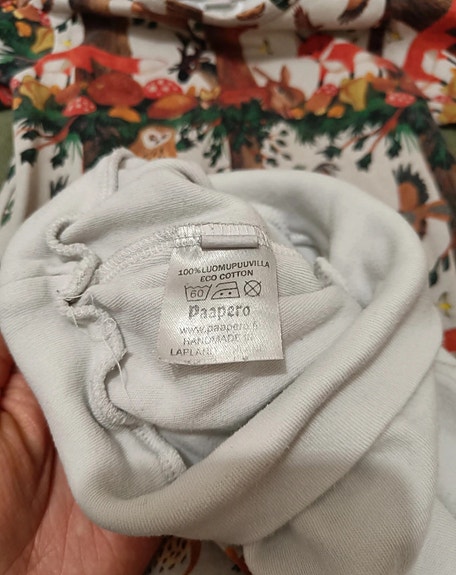 100%LUOMUPUUVILLA
ECO COTTON
60
Paapero
www.paapero.fi
HANDMADE IN
LAPLAND